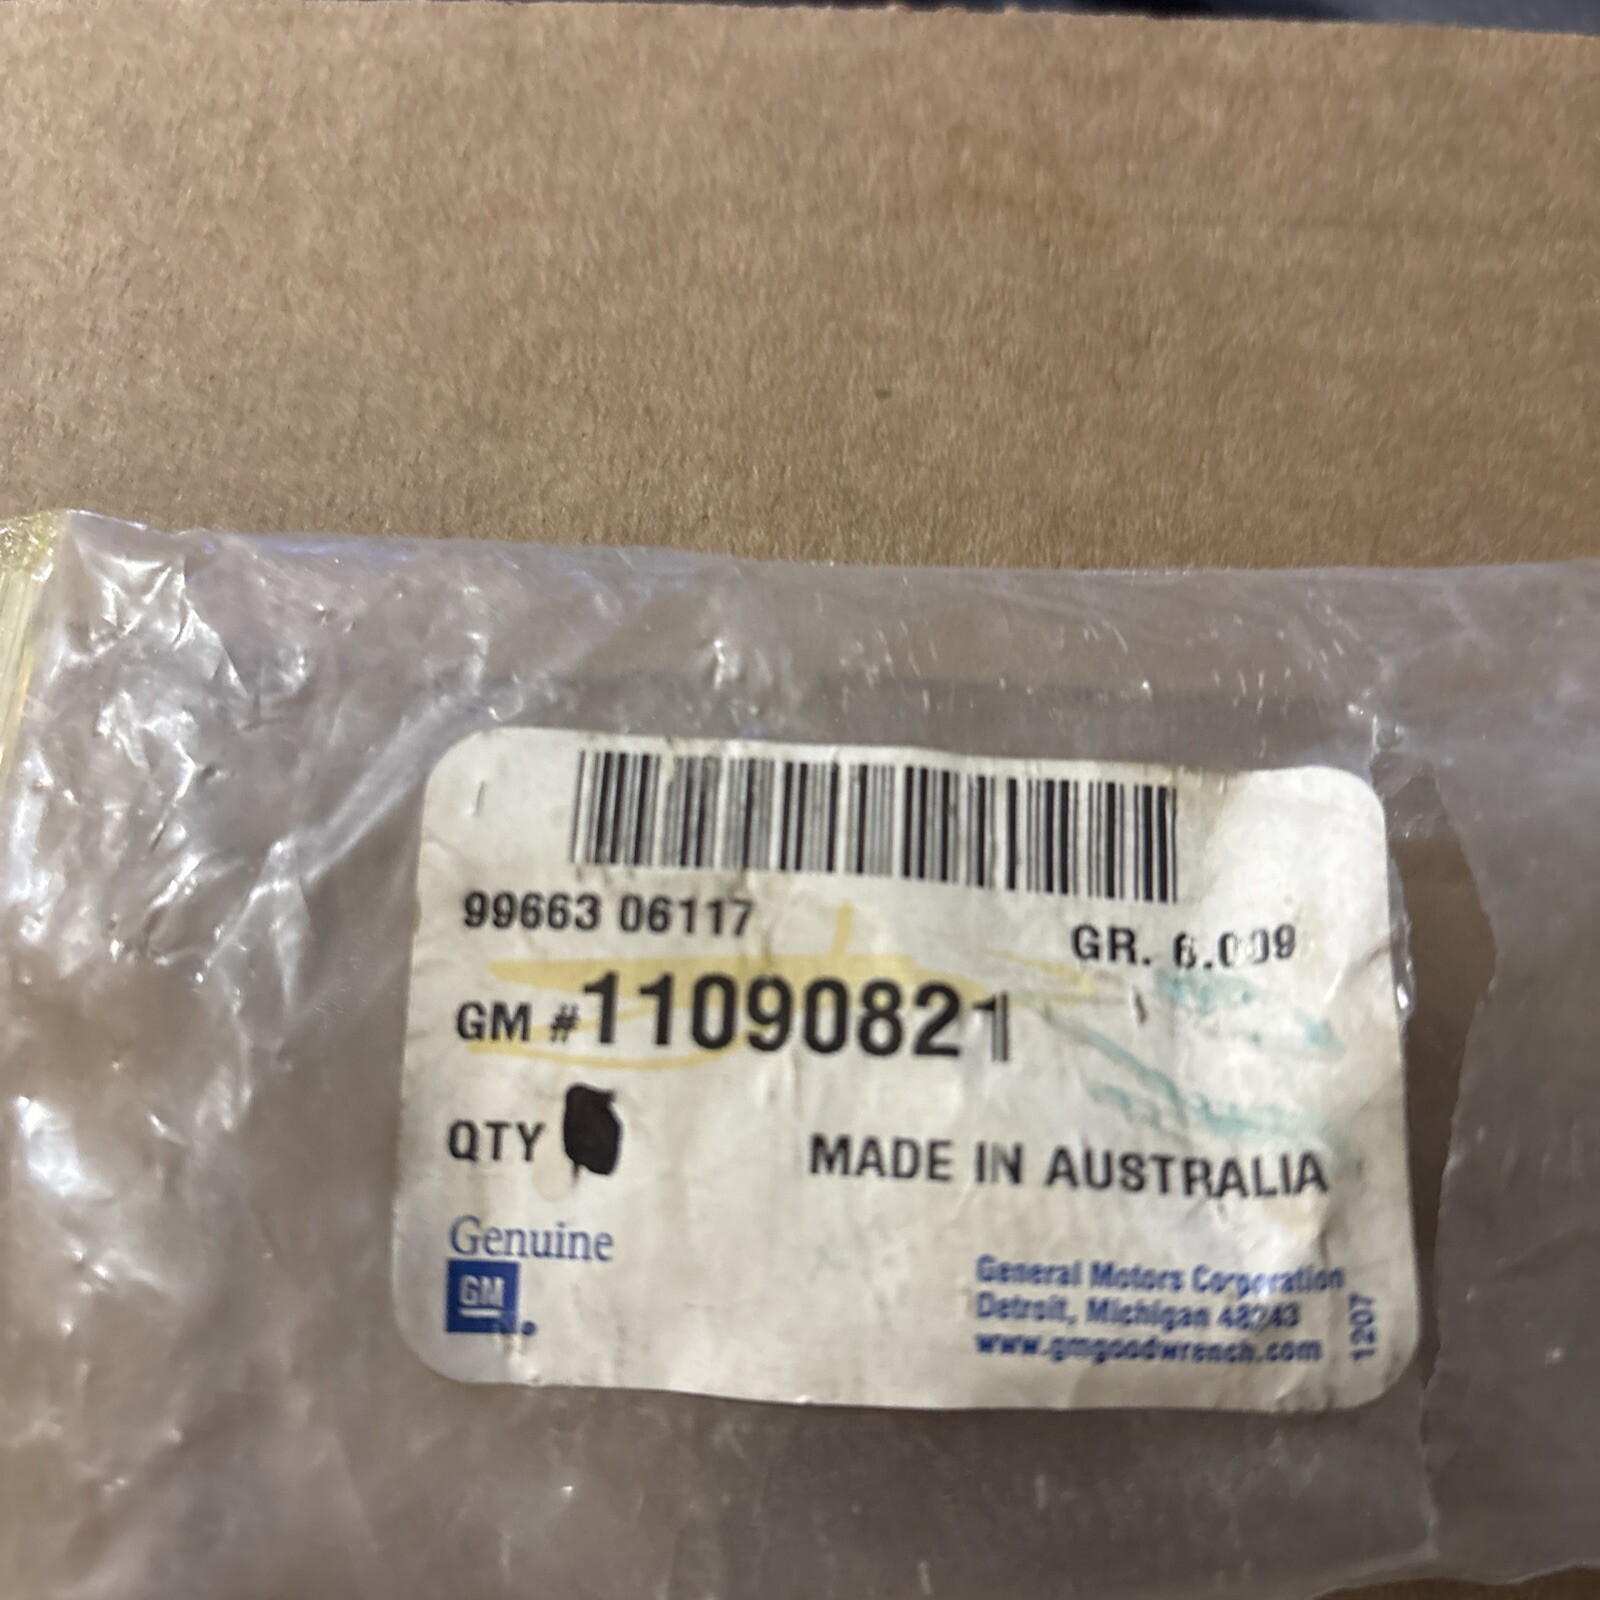 99663 06117
GR. 6.009
GM #11090821
QTY
MADE IN AUSTRALIA
Genuine
GM
General Motors Corporation
Detroit, Michigan 48243
www.gmgoodwrench.com
1207